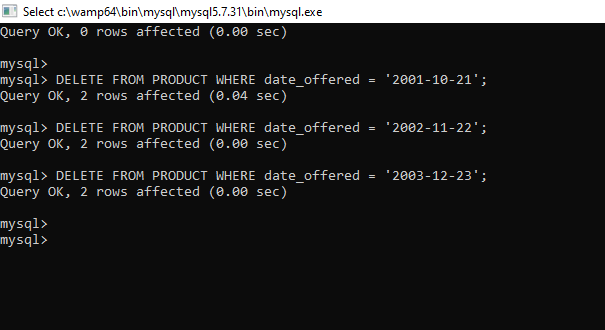 Select c:\wamp64\bin\mysql\mysql5.7.31\bin\mysql.exe
Query OK, 0 rows affected (0.00 sec)
mysql>
mysql> DELETE FROM PRODUCT WHERE date_offered = '2001-10-21';
Query OK, 2 rows affected (0.04 sec)
mysql> DELETE FROM PRODUCT WHERE date_offered = '2002-11-22';
Query OK, 2 rows affected (0.00 sec)
mysql> DELETE FROM PRODUCT WHERE date_offered = '2003-12-23';
Query OK, 2 rows affected (0.00 sec)
mysql>
mysql>